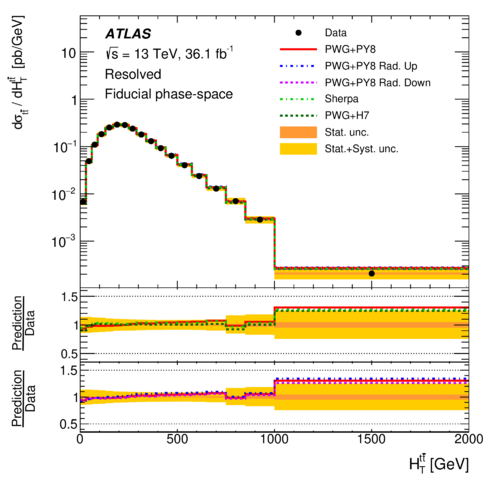 ATLAS
√s = 13 TeV, 36.1 fb⁻¹
Resolved
Fiducial phase-space
Data
PWG+PY8
PWG+PY8 Rad. Up
PWG+PY8 Rad. Down
Sherpa
PWG+H7
Stat. unc.
Stat.+Syst. unc.
dσ_tt̄ / dH_T^tt̄ [pb/GeV]
10
1
10⁻¹
10⁻²
10⁻³
Prediction
Data
1.5
1
0.5
Prediction
Data
1.5
1
0.5
0 500 1000 1500 2000
H_T^tt̄ [GeV]